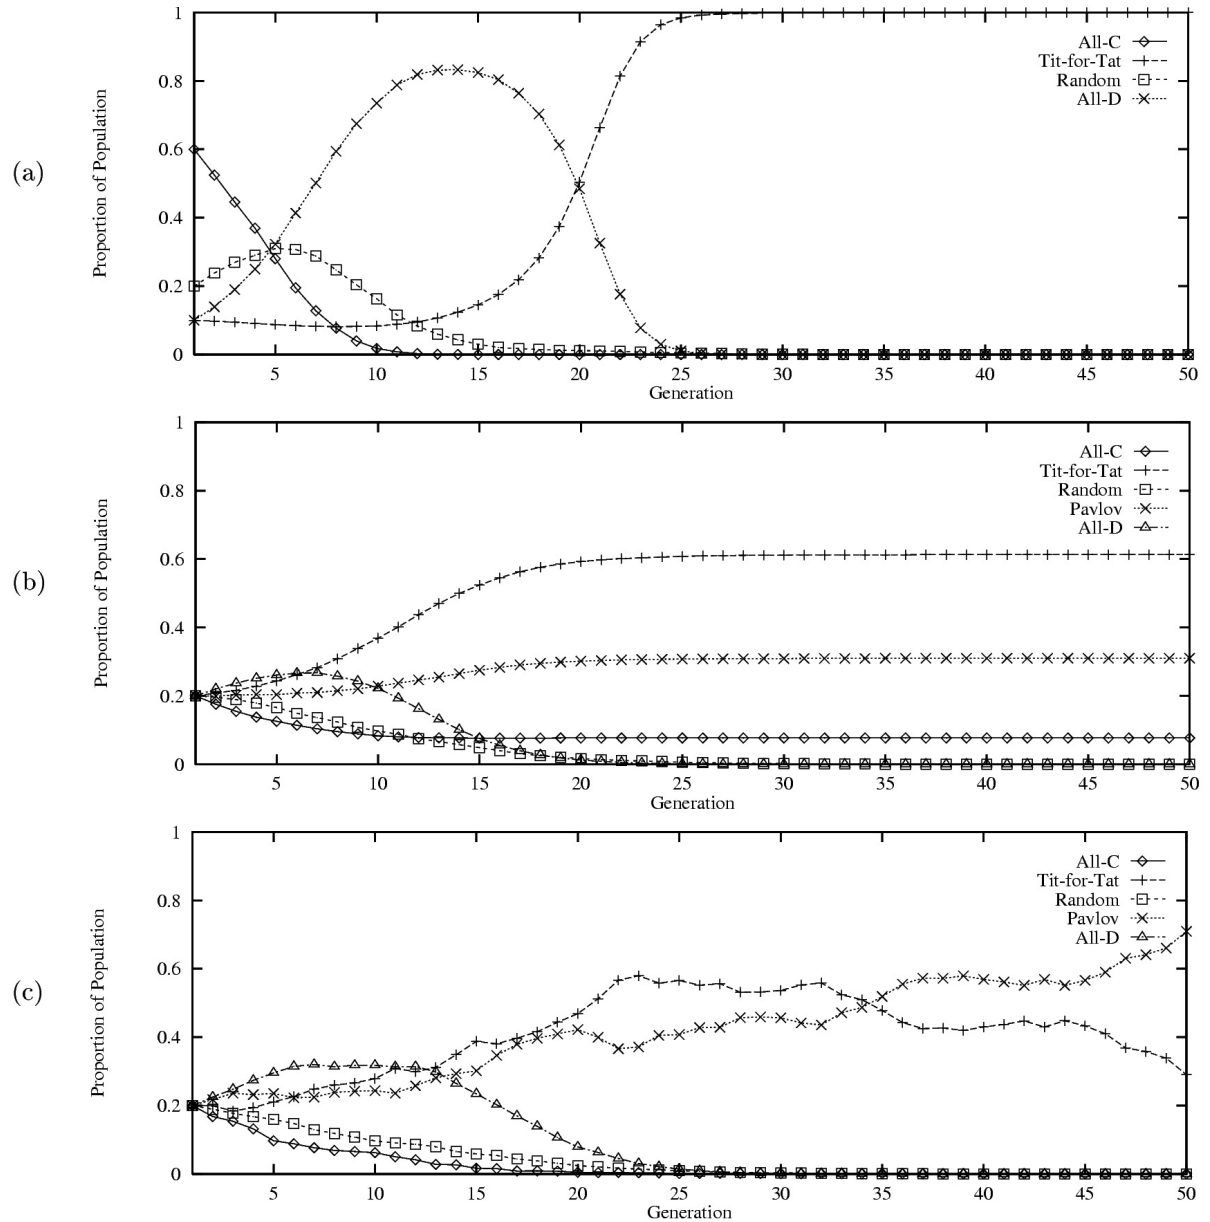 (a)
Proportion of Population
1
0.8
0.6
0.4
0.2
0
All-C
Tit-for-Tat
Random
All-D
5 10 15 20 25 30 35 40 45 50
Generation
(b)
Proportion of Population
1
0.8
0.6
0.4
0.2
0
All-C
Tit-for-Tat
Random
Pavlov
All-D
5 10 15 20 25 30 35 40 45 50
Generation
(c)
Proportion of Population
1
0.8
0.6
0.4
0.2
0
All-C
Tit-for-Tat
Random
Pavlov
All-D
5 10 15 20 25 30 35 40 45 50
Generation